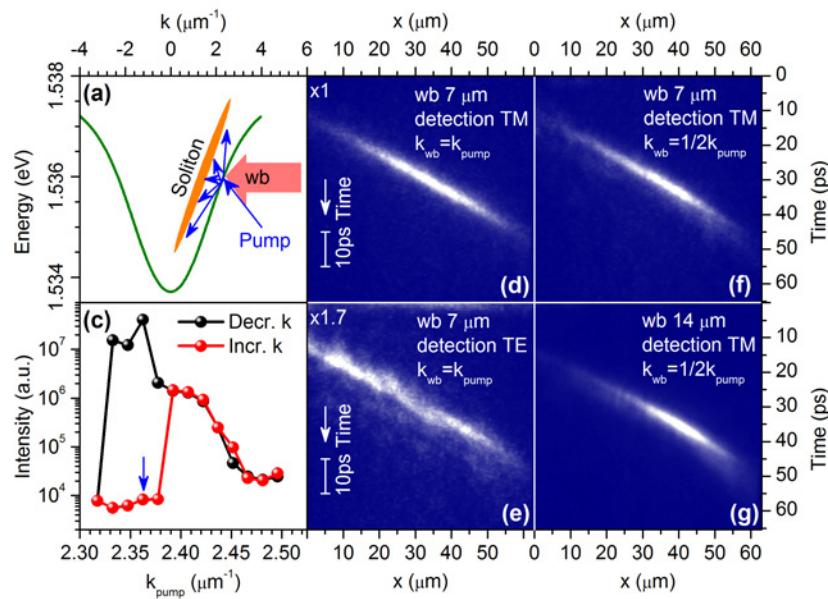 k (μm⁻¹)
x (μm)
x (μm)
-4 -2 0 2 4 6
0 10 20 30 40 50 60
0 10 20 30 40 50 60
1.538
1.536
1.534
Energy (eV)
(a)
Soliton
wb
Pump
x1
wb 7 μm
detection TM
k_wb=k_pump
Time
10ps
(d)
wb 7 μm
detection TM
k_wb=1/2k_pump
(f)
0
10
20
30
40
50
60
Time (ps)
(c)
Decr. k
Incr. k
10⁷
10⁶
10⁵
10⁴
Intensity (a.u.)
2.30 2.35 2.40 2.45 2.50
k_pump (μm⁻¹)
x1.7
wb 7 μm
detection TE
k_wb=k_pump
Time
10ps
(e)
wb 14 μm
detection TM
k_wb=1/2k_pump
(g)
10
20
30
40
50
60
Time (ps)
10 20 30 40 50
0 10 20 30 40 50 60
x (μm)
x (μm)